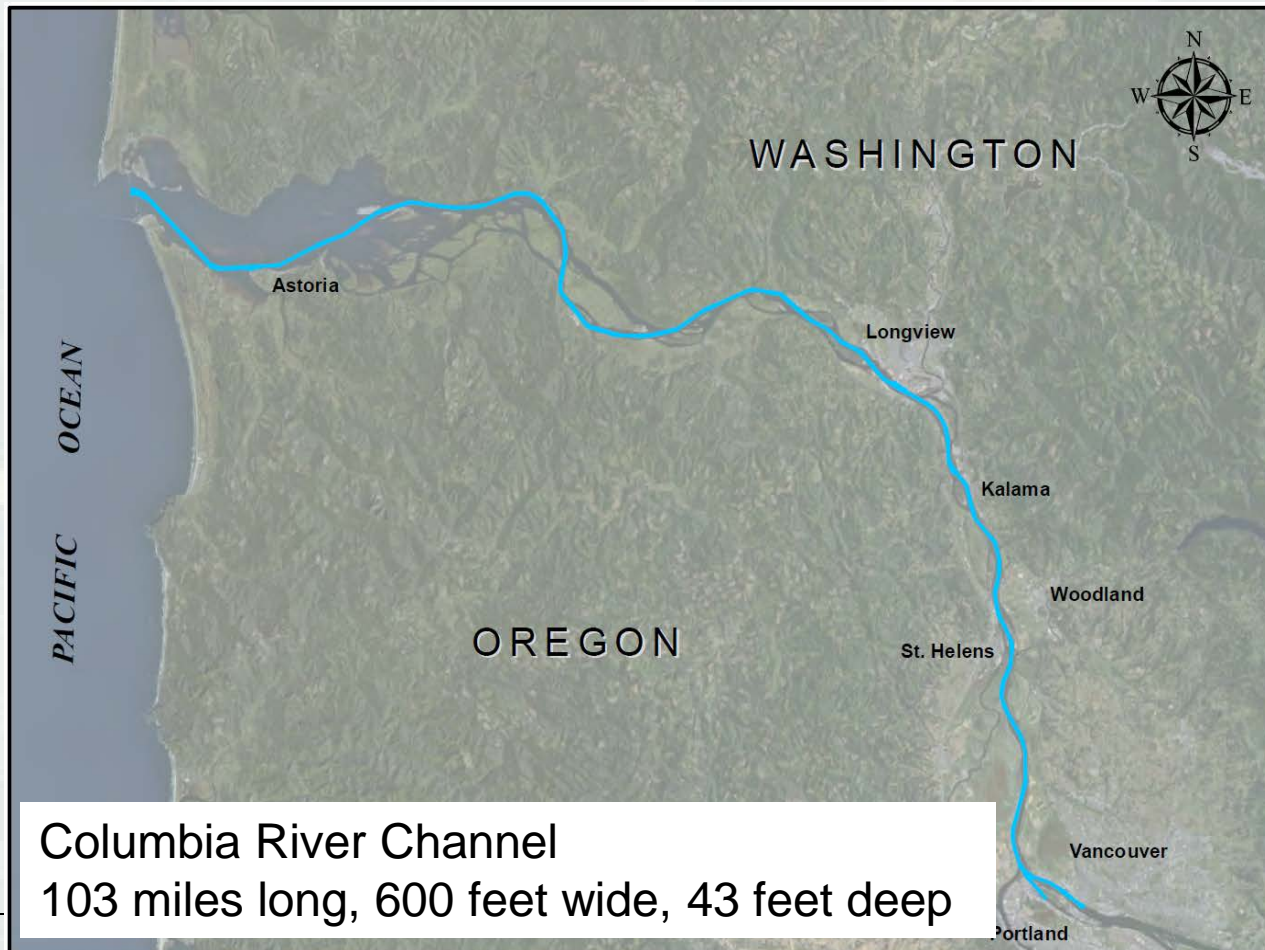 N
W E
S
WASHINGTON
Astoria
Longview
PACIFIC OCEAN
Kalama
Woodland
OREGON
St. Helens
Vancouver
Columbia River Channel
103 miles long, 600 feet wide, 43 feet deep
Portland